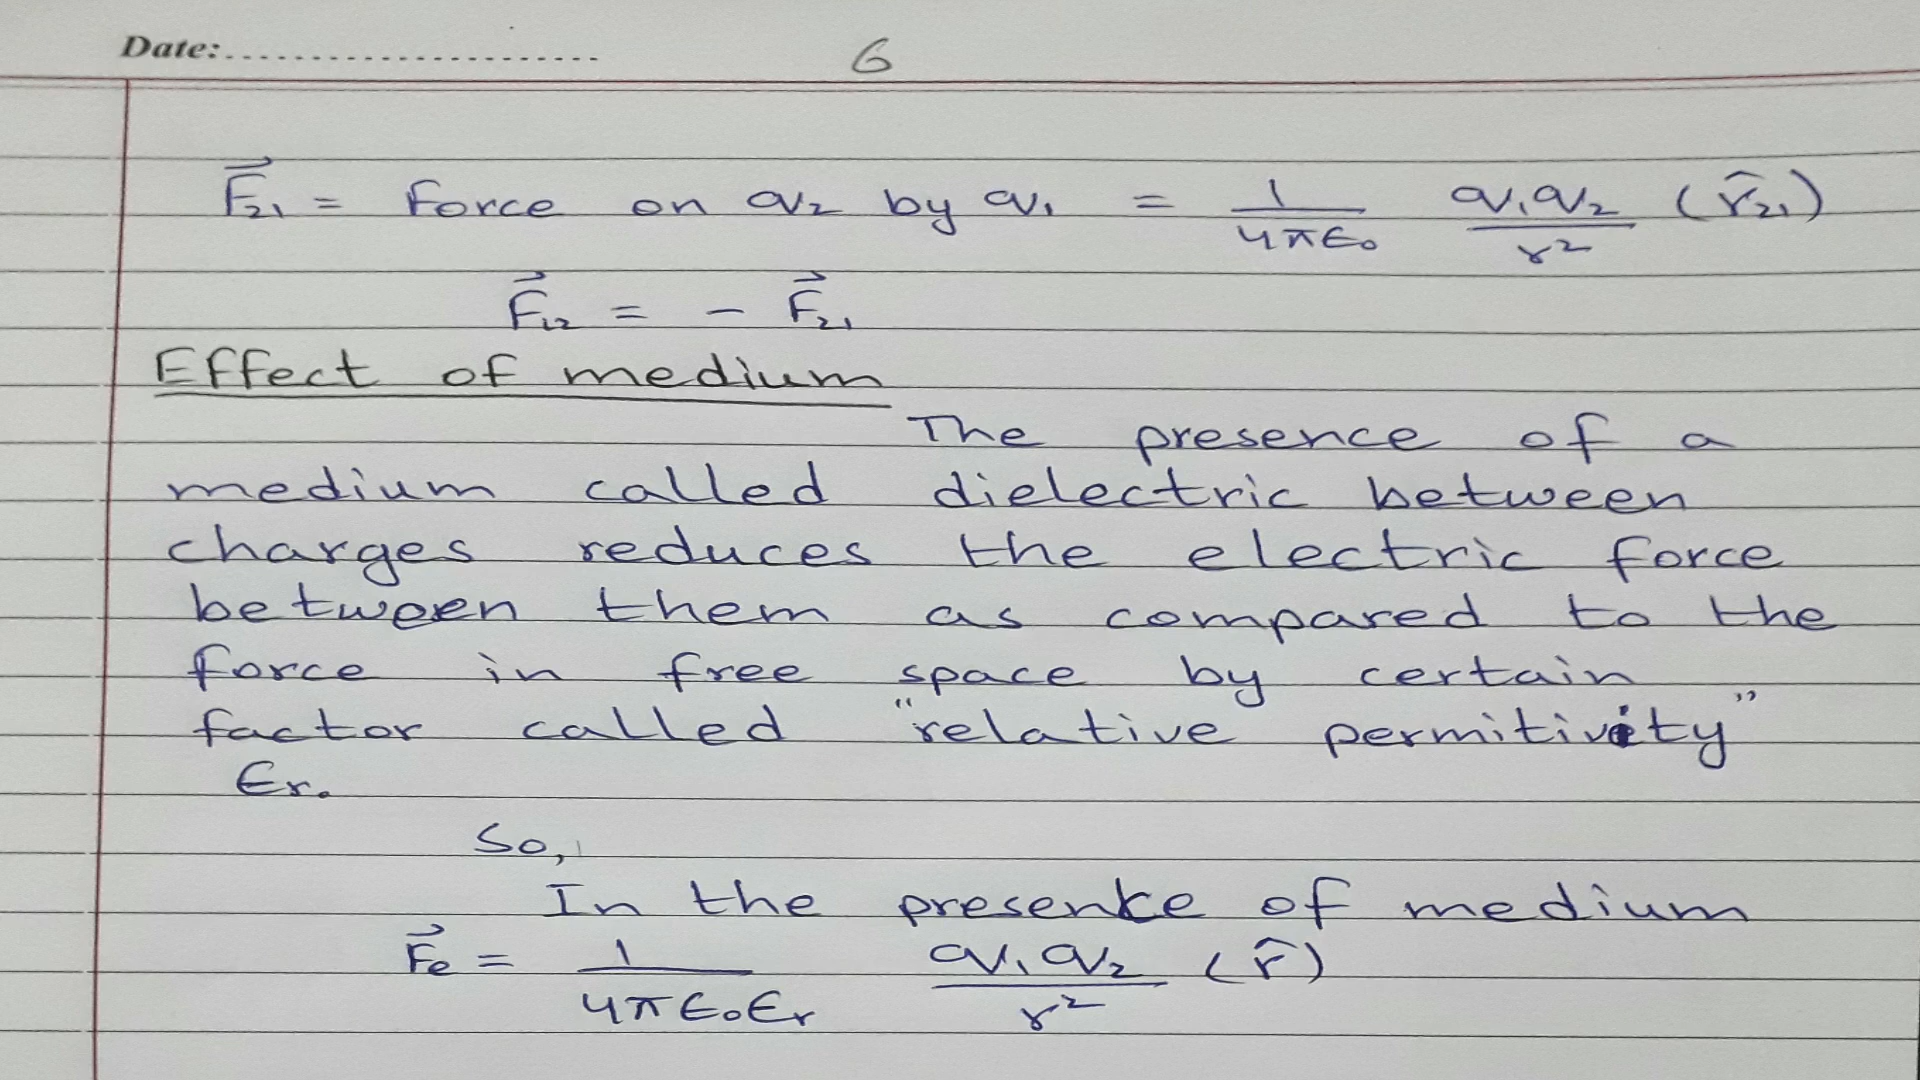 Date:........................ 6
F⃗₂₁ = Force on q₂ by q₁ = 1/4πϵ₀ q₁q₂/r² (r̂₂₁)
F⃗₁₂ = - F⃗₂₁
Effect of medium
The presence of a
medium called dielectric between
charges reduces the electric force
between them as compared to the
force in free space by certain
factor called "relative permitivity"
ϵr.
So,
In the presence of medium
F⃗e = 1/4πϵ₀ϵr q₁q₂/r² (r̂)